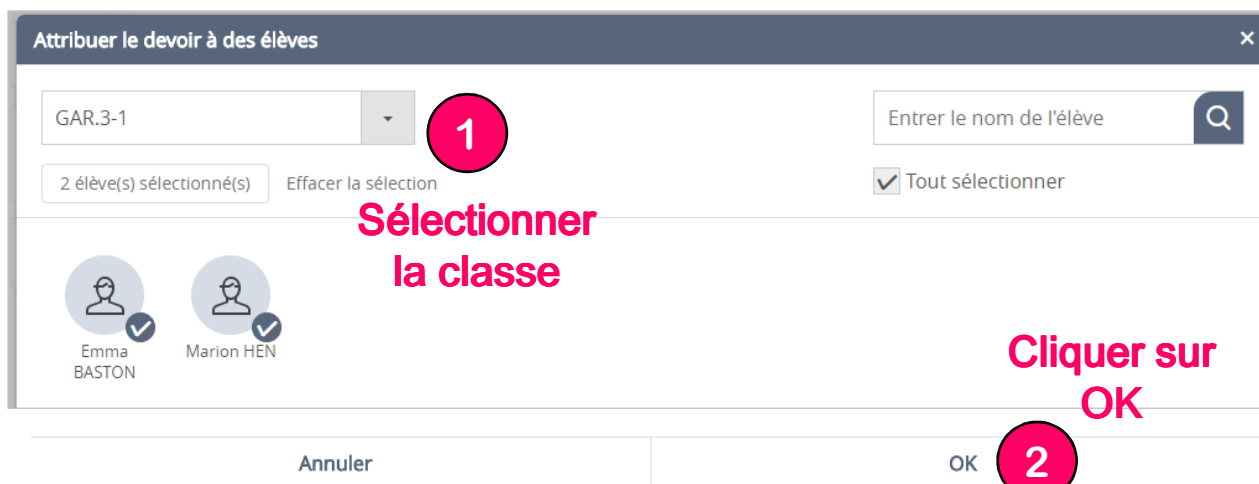 Attribuer le devoir à des élèves ×
GAR.3-1
1
Entrer le nom de l'élève
2 élève(s) sélectionné(s) Effacer la sélection
Tout sélectionner
Sélectionner
la classe
Emma
BASTON
Marion HEN
Cliquer sur
OK
Annuler
OK
2